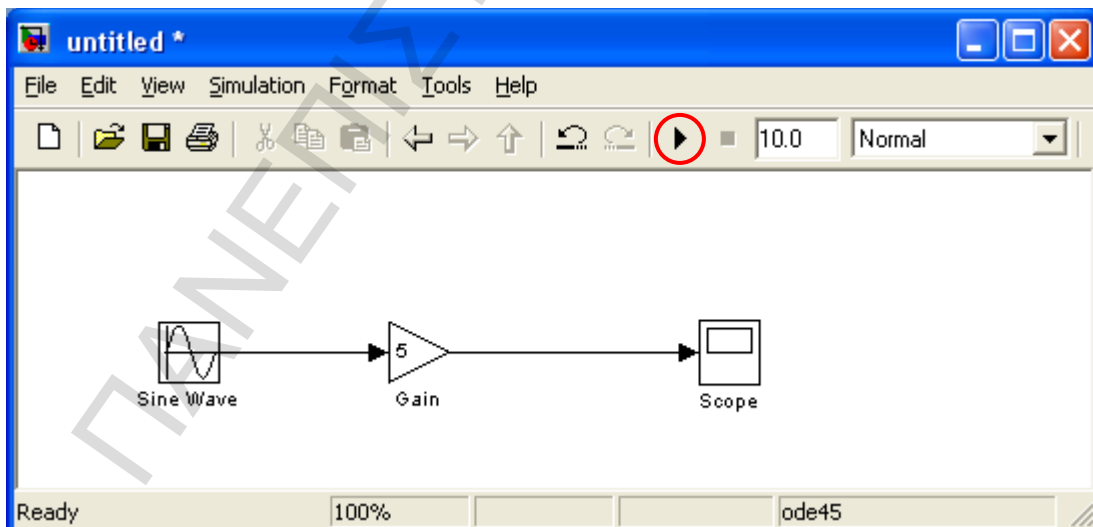 untitled *
File Edit View Simulation Format Tools Help
10.0 Normal
5
Sine Wave Gain Scope
Ready 100% ode45